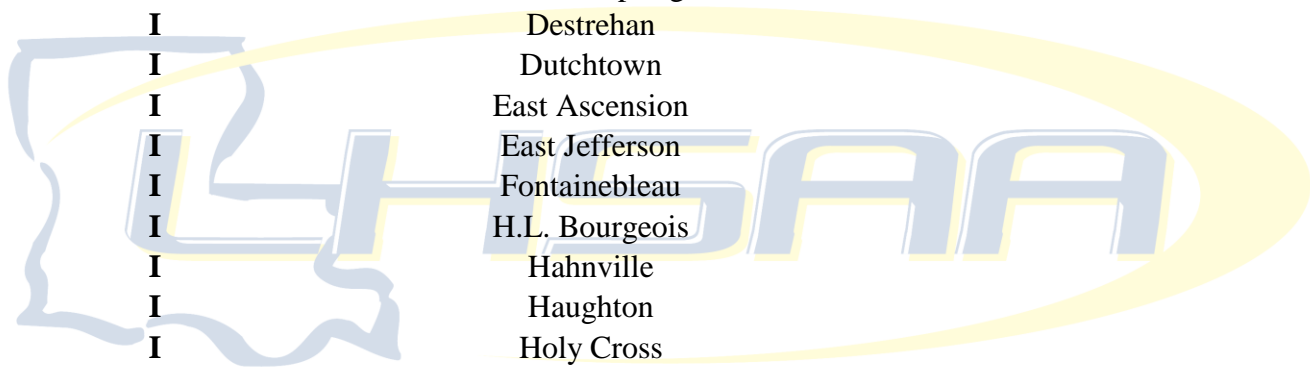 I Destrehan
I Dutchtown
I East Ascension
I East Jefferson
I Fontainebleau
I H.L. Bourgeois
I Hahnville
I Haughton
I Holy Cross
LHSAA